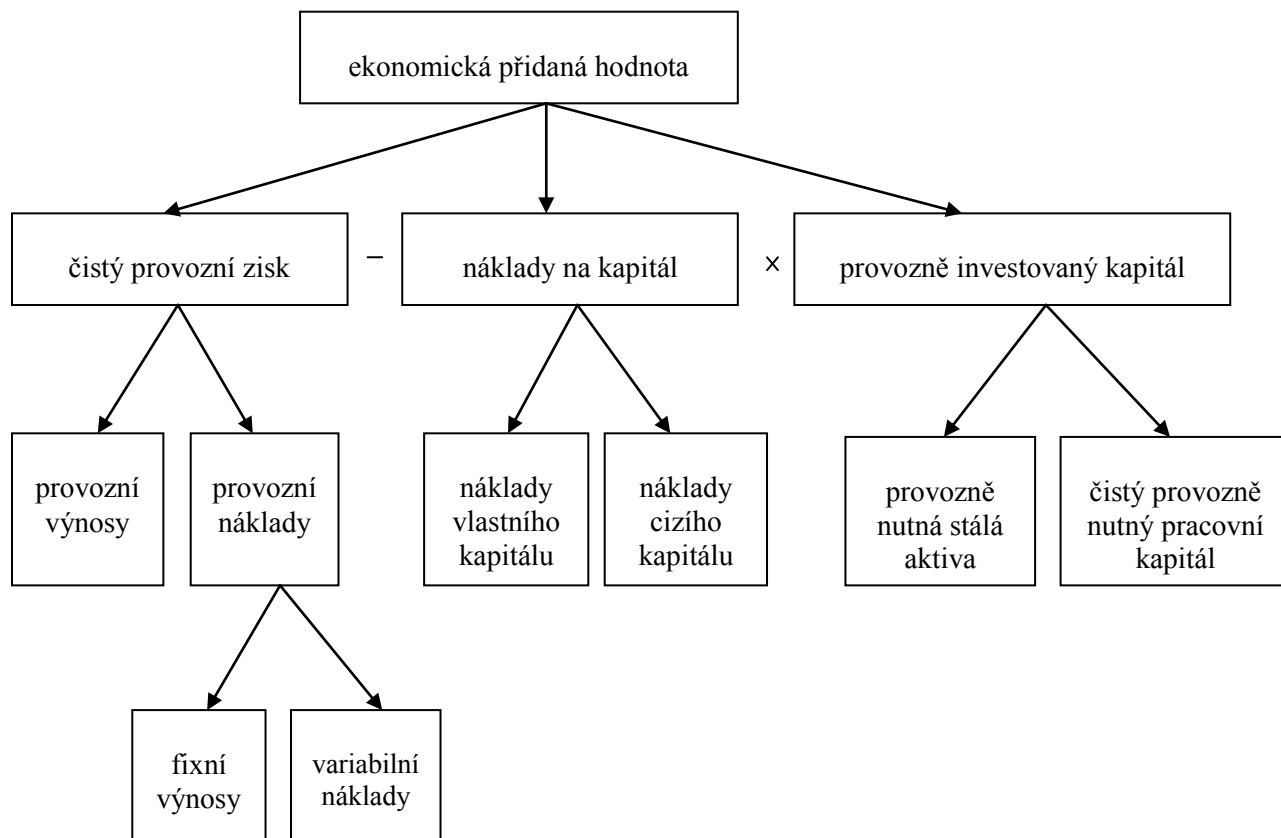 ekonomická přidaná hodnota
čistý provozní zisk − náklady na kapitál × provozně investovaný kapitál
provozní
výnosy
provozní
náklady
náklady
vlastního
kapitálu
náklady
cizího
kapitálu
provozně
nutná stálá
aktiva
čistý provozně
nutný pracovní
kapitál
fixní
výnosy
variabilní
náklady